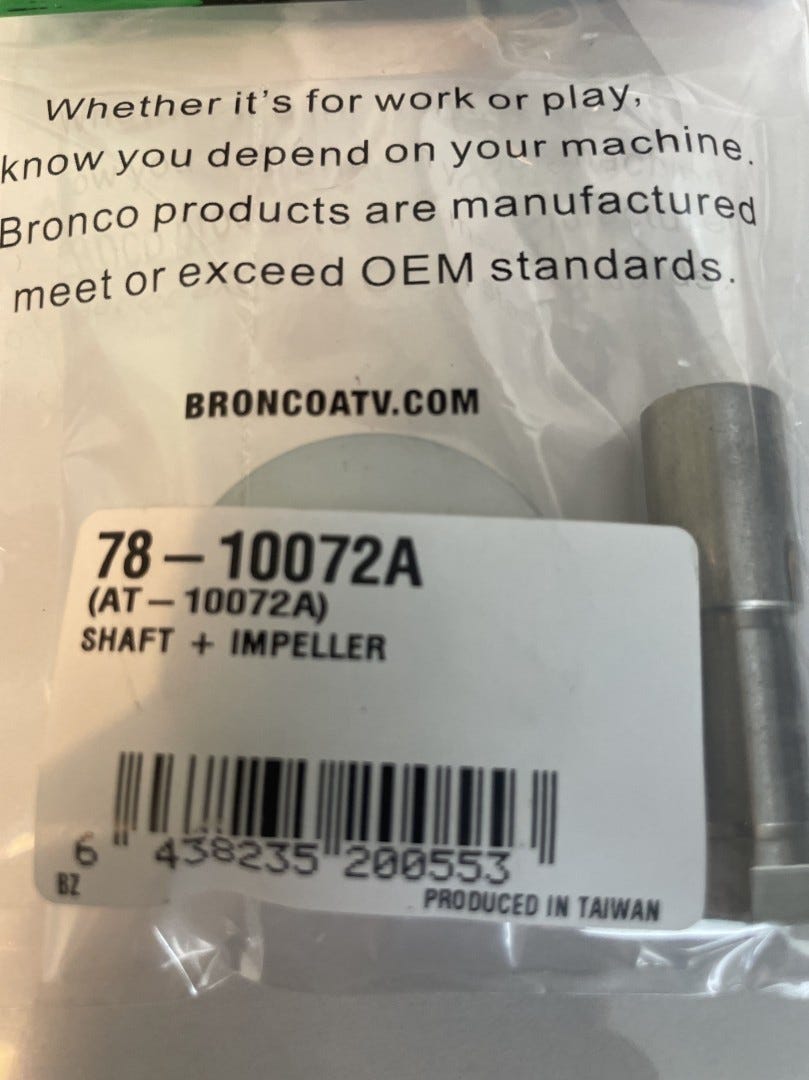 Whether it's for work or play,
know you depend on your machine.
Bronco products are manufactured
meet or exceed OEM standards.
BRONCOATV.COM
78-10072A
(AT-10072A)
SHAFT + IMPELLER
6 438235 200553
BZ
PRODUCED IN TAIWAN